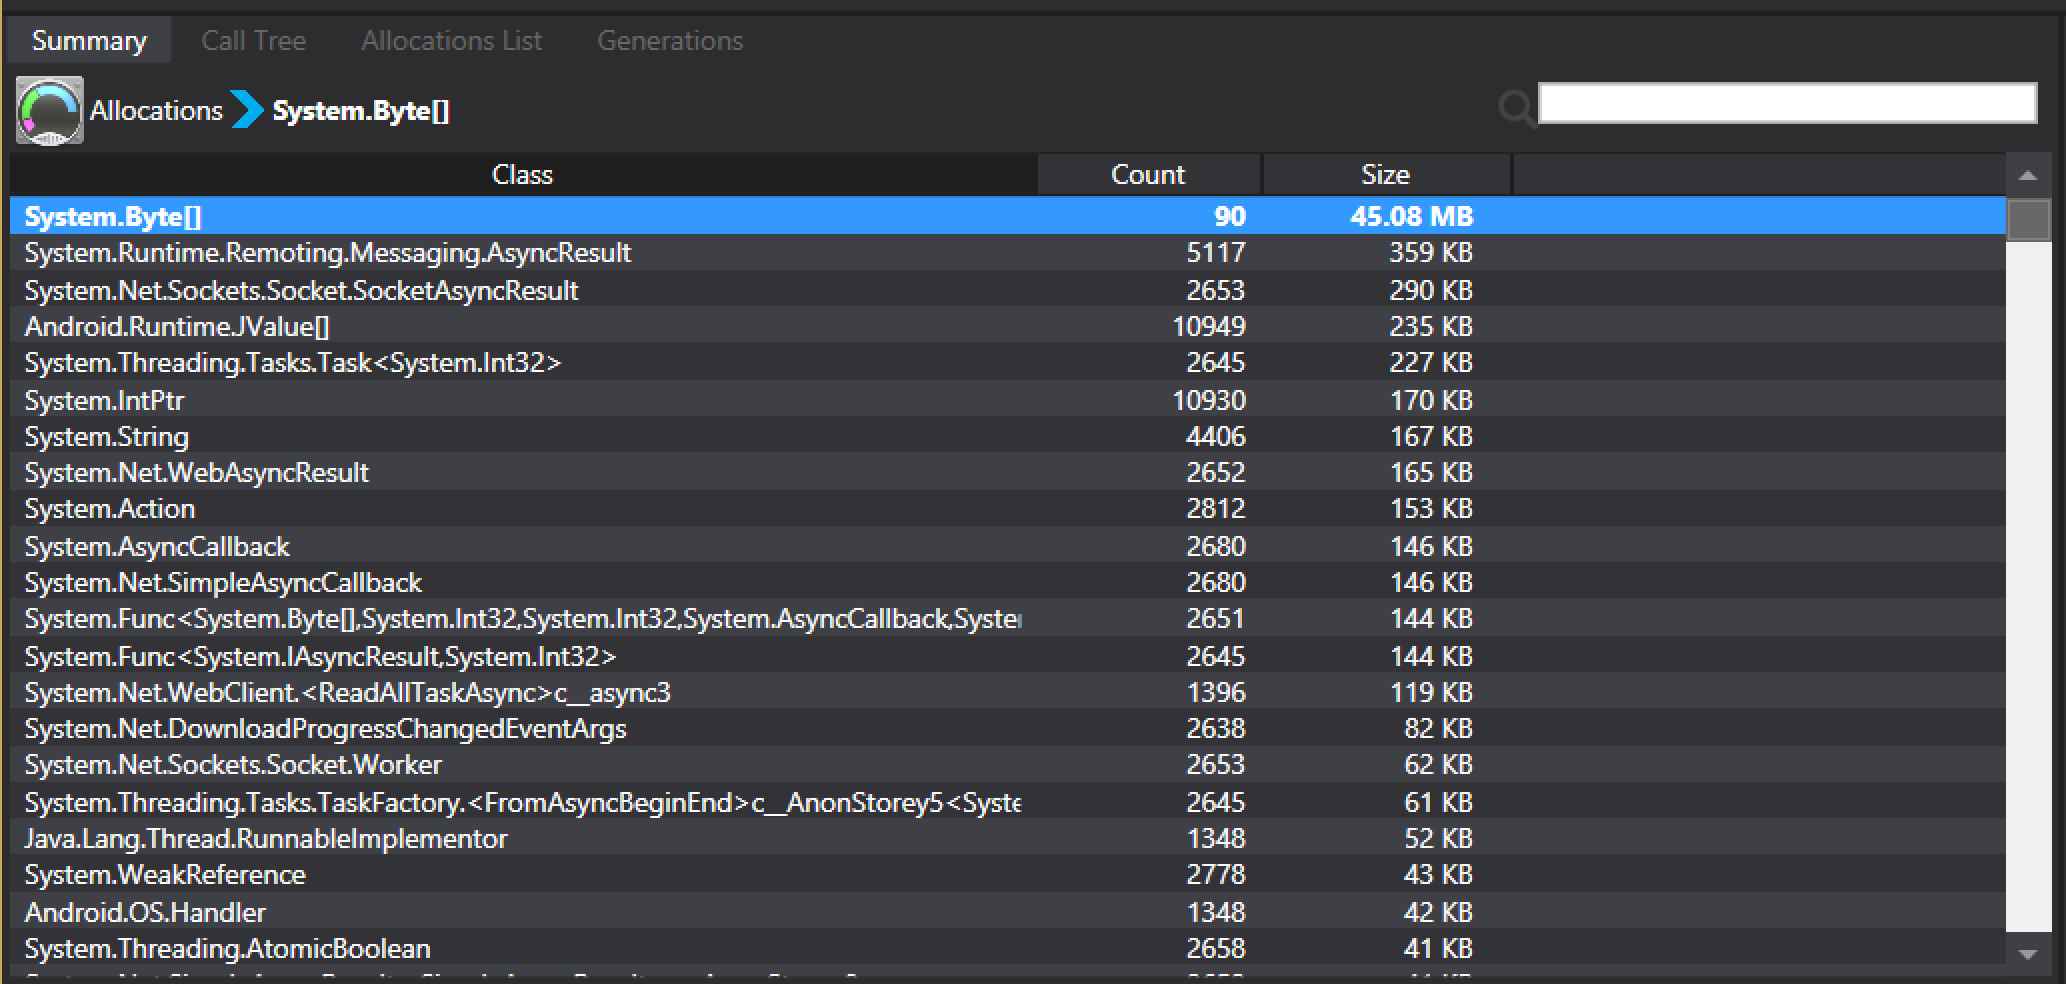 Summary Call Tree Allocations List Generations
Allocations System.Byte[]
Class Count Size
System.Byte[] 90 45.08 MB
System.Runtime.Remoting.Messaging.AsyncResult 5117 359 KB
System.Net.Sockets.Socket.SocketAsyncResult 2653 290 KB
Android.Runtime.JValue[] 10949 235 KB
System.Threading.Tasks.Task<System.Int32> 2645 227 KB
System.IntPtr 10930 170 KB
System.String 4406 167 KB
System.Net.WebAsyncResult 2652 165 KB
System.Action 2812 153 KB
System.AsyncCallback 2680 146 KB
System.Net.SimpleAsyncCallback 2680 146 KB
System.Func<System.Byte[],System.Int32,System.Int32,System.AsyncCallback,Syste 2651 144 KB
System.Func<System.IAsyncResult,System.Int32> 2645 144 KB
System.Net.WebClient.<ReadAllTaskAsync>c__async3 1396 119 KB
System.Net.DownloadProgressChangedEventArgs 2638 82 KB
System.Net.Sockets.Socket.Worker 2653 62 KB
System.Threading.Tasks.TaskFactory.<FromAsyncBeginEnd>c__AnonStorey5<Syste 2645 61 KB
Java.Lang.Thread.RunnableImplementor 1348 52 KB
System.WeakReference 2778 43 KB
Android.OS.Handler 1348 42 KB
System.Threading.AtomicBoolean 2658 41 KB